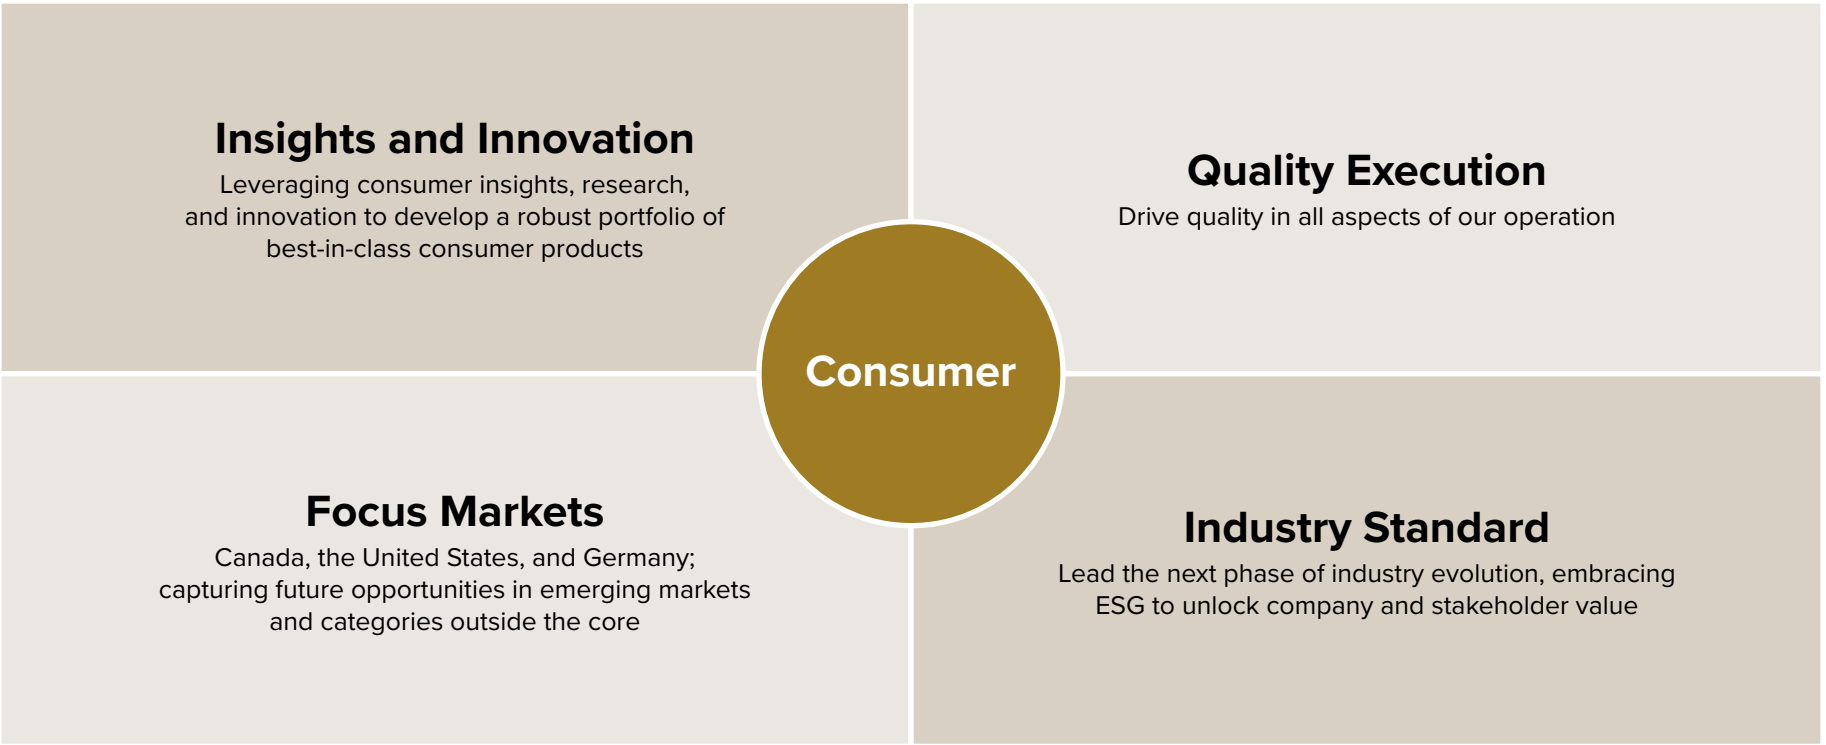 Insights and Innovation
Leveraging consumer insights, research,
and innovation to develop a robust portfolio of
best-in-class consumer products
Quality Execution
Drive quality in all aspects of our operation
Consumer
Focus Markets
Canada, the United States, and Germany;
capturing future opportunities in emerging markets
and categories outside the core
Industry Standard
Lead the next phase of industry evolution, embracing
ESG to unlock company and stakeholder value